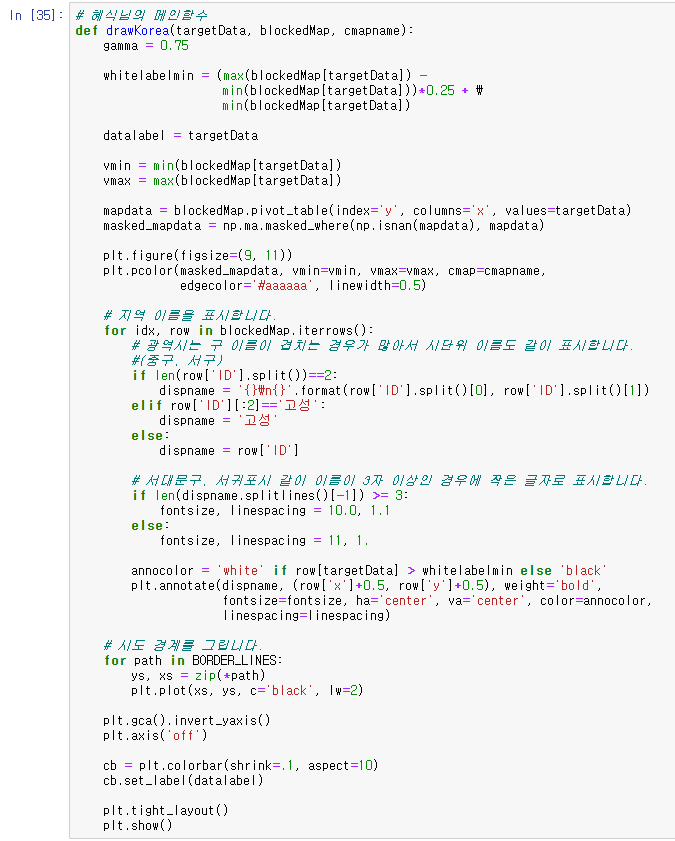 In [35]: # 혜식님의 메인함수
def drawKorea(targetData, blockedMap, cmapname):
    gamma = 0.75

    whitelabelmin = (max(blockedMap[targetData]) -
                     min(blockedMap[targetData]))*0.25 + ₩
                     min(blockedMap[targetData])

    datalabel = targetData

    vmin = min(blockedMap[targetData])
    vmax = max(blockedMap[targetData])

    mapdata = blockedMap.pivot_table(index='y', columns='x', values=targetData)
    masked_mapdata = np.ma.masked_where(np.isnan(mapdata), mapdata)

    plt.figure(figsize=(9, 11))
    plt.pcolor(masked_mapdata, vmin=vmin, vmax=vmax, cmap=cmapname,
               edgecolor='#aaaaaa', linewidth=0.5)

    # 지역 이름을 표시합니다.
    for idx, row in blockedMap.iterrows():
        # 광역시는 구 이름이 겹치는 경우가 많아서 시단위 이름도 같이 표시합니다.
        #(중구, 서구)
        if len(row['ID'].split())==2:
            dispname = '{}₩n{}'.format(row['ID'].split()[0], row['ID'].split()[1])
        elif row['ID'][:2]=='고성':
            dispname = '고성'
        else:
            dispname = row['ID']

        # 서대문구, 서귀포시 같이 이름이 3자 이상인 경우에 작은 글자로 표시합니다.
        if len(dispname.splitlines()[-1]) >= 3:
            fontsize, linespacing = 10.0, 1.1
        else:
            fontsize, linespacing = 11, 1.

        annocolor = 'white' if row[targetData] > whitelabelmin else 'black'
        plt.annotate(dispname, (row['x']+0.5, row['y']+0.5), weight='bold',
                     fontsize=fontsize, ha='center', va='center', color=annocolor,
                     linespacing=linespacing)

    # 시도 경계를 그립니다.
    for path in BORDER_LINES:
        ys, xs = zip(*path)
        plt.plot(xs, ys, c='black', lw=2)

    plt.gca().invert_yaxis()
    plt.axis('off')

    cb = plt.colorbar(shrink=.1, aspect=10)
    cb.set_label(datalabel)

    plt.tight_layout()
    plt.show()